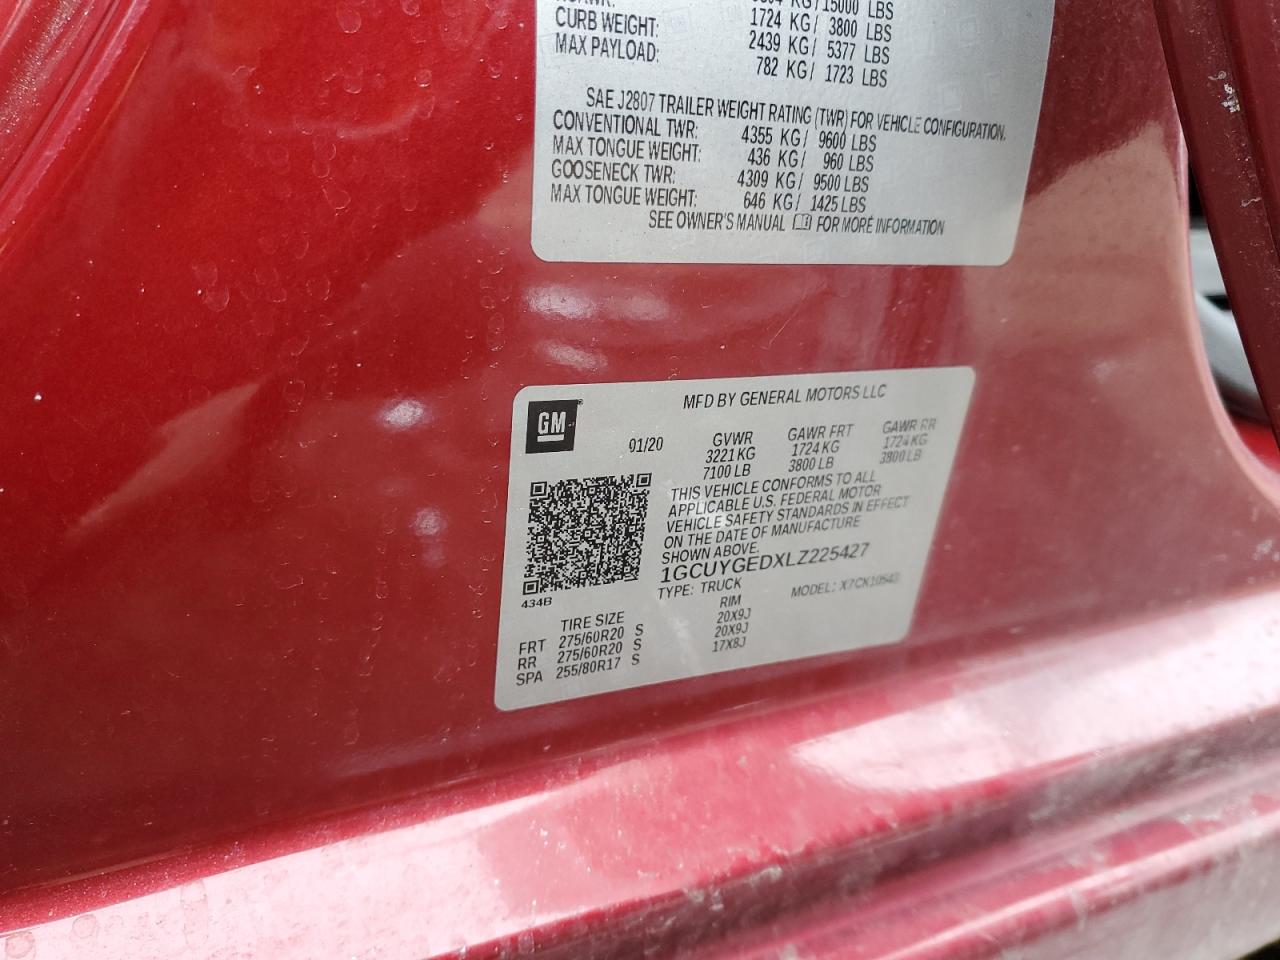 KG/15000 LBS
CURB WEIGHT: 1724 KG/ 3800 LBS
MAX PAYLOAD: 2439 KG/ 5377 LBS
782 KG/ 1723 LBS
SAE J2807 TRAILER WEIGHT RATING (TWR) FOR VEHICLE CONFIGURATION.
CONVENTIONAL TWR: 4355 KG/ 9600 LBS
MAX TONGUE WEIGHT: 436 KG/ 960 LBS
GOOSENECK TWR: 4309 KG/ 9500 LBS
MAX TONGUE WEIGHT: 646 KG/ 1425 LBS
SEE OWNER'S MANUAL FOR MORE INFORMATION
GM
MFD BY GENERAL MOTORS LLC
01/20 GVWR GAWR FRT GAWR RR
3221 KG 1724 KG 1724 KG
7100 LB 3800 LB 3800 LB
THIS VEHICLE CONFORMS TO ALL
APPLICABLE U.S. FEDERAL MOTOR
VEHICLE SAFETY STANDARDS IN EFFECT
ON THE DATE OF MANUFACTURE
SHOWN ABOVE.
1GCUYGEDXLZ225427
TYPE: TRUCK MODEL: X7CK10543
434B
TIRE SIZE RIM
FRT 275/60R20 S 20X9J
RR 275/60R20 S 20X9J
SPA 255/80R17 S 17X8J